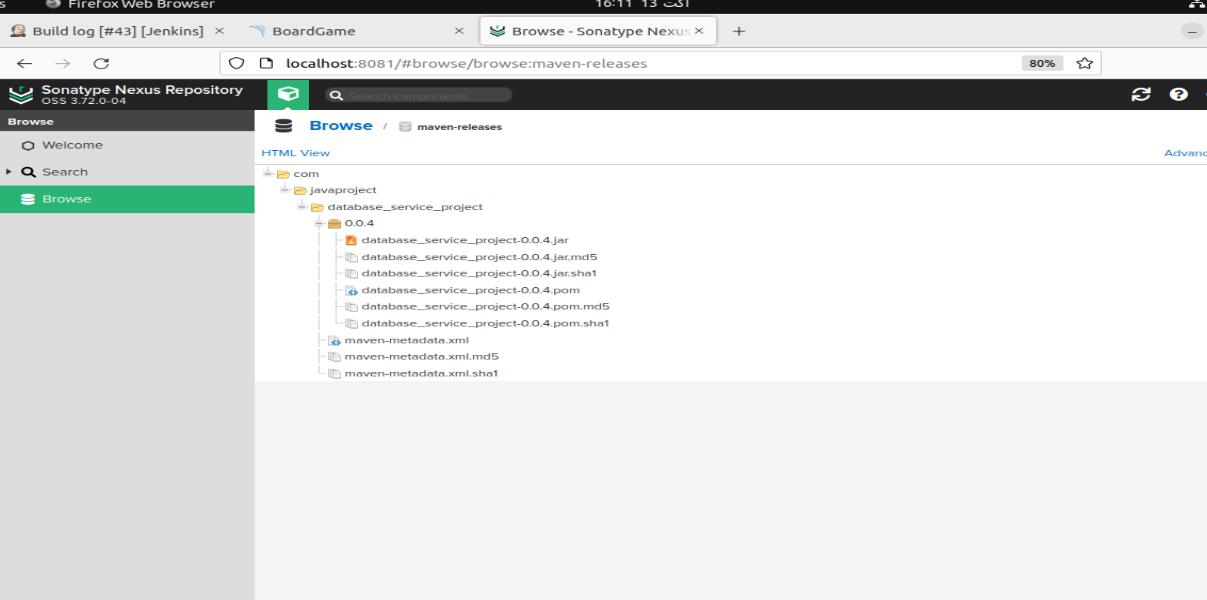 Firefox Web Browser
16:11 13 أكت
Build log [#43] [Jenkins]
BoardGame
Browse - Sonatype Nexus
localhost:8081/#browse/browse:maven-releases
80%
Sonatype Nexus Repository
OSS 3.72.0-04
Search components
Browse
Browse / maven-releases
Welcome
HTML View
Advanc
Search
Browse
com
javaproject
database_service_project
0.0.4
database_service_project-0.0.4.jar
database_service_project-0.0.4.jar.md5
database_service_project-0.0.4.jar.sha1
database_service_project-0.0.4.pom
database_service_project-0.0.4.pom.md5
database_service_project-0.0.4.pom.sha1
maven-metadata.xml
maven-metadata.xml.md5
maven-metadata.xml.sha1